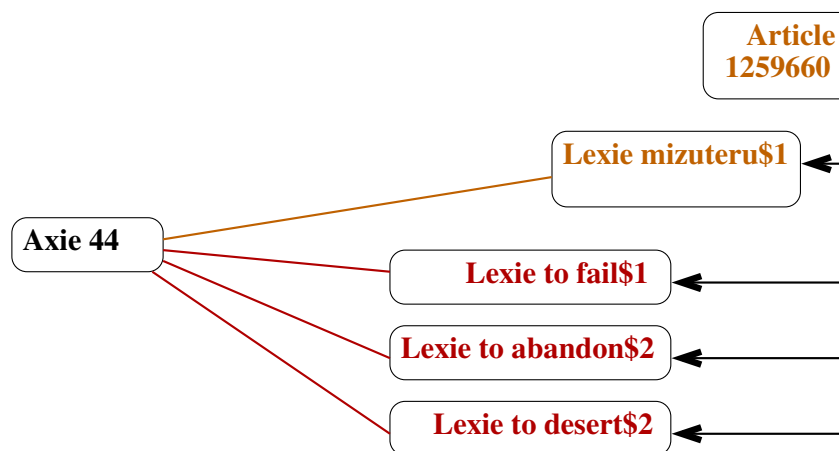 Article
1259660
Lexie mizuteru$1
Axie 44
Lexie to fail$1
Lexie to abandon$2
Lexie to desert$2